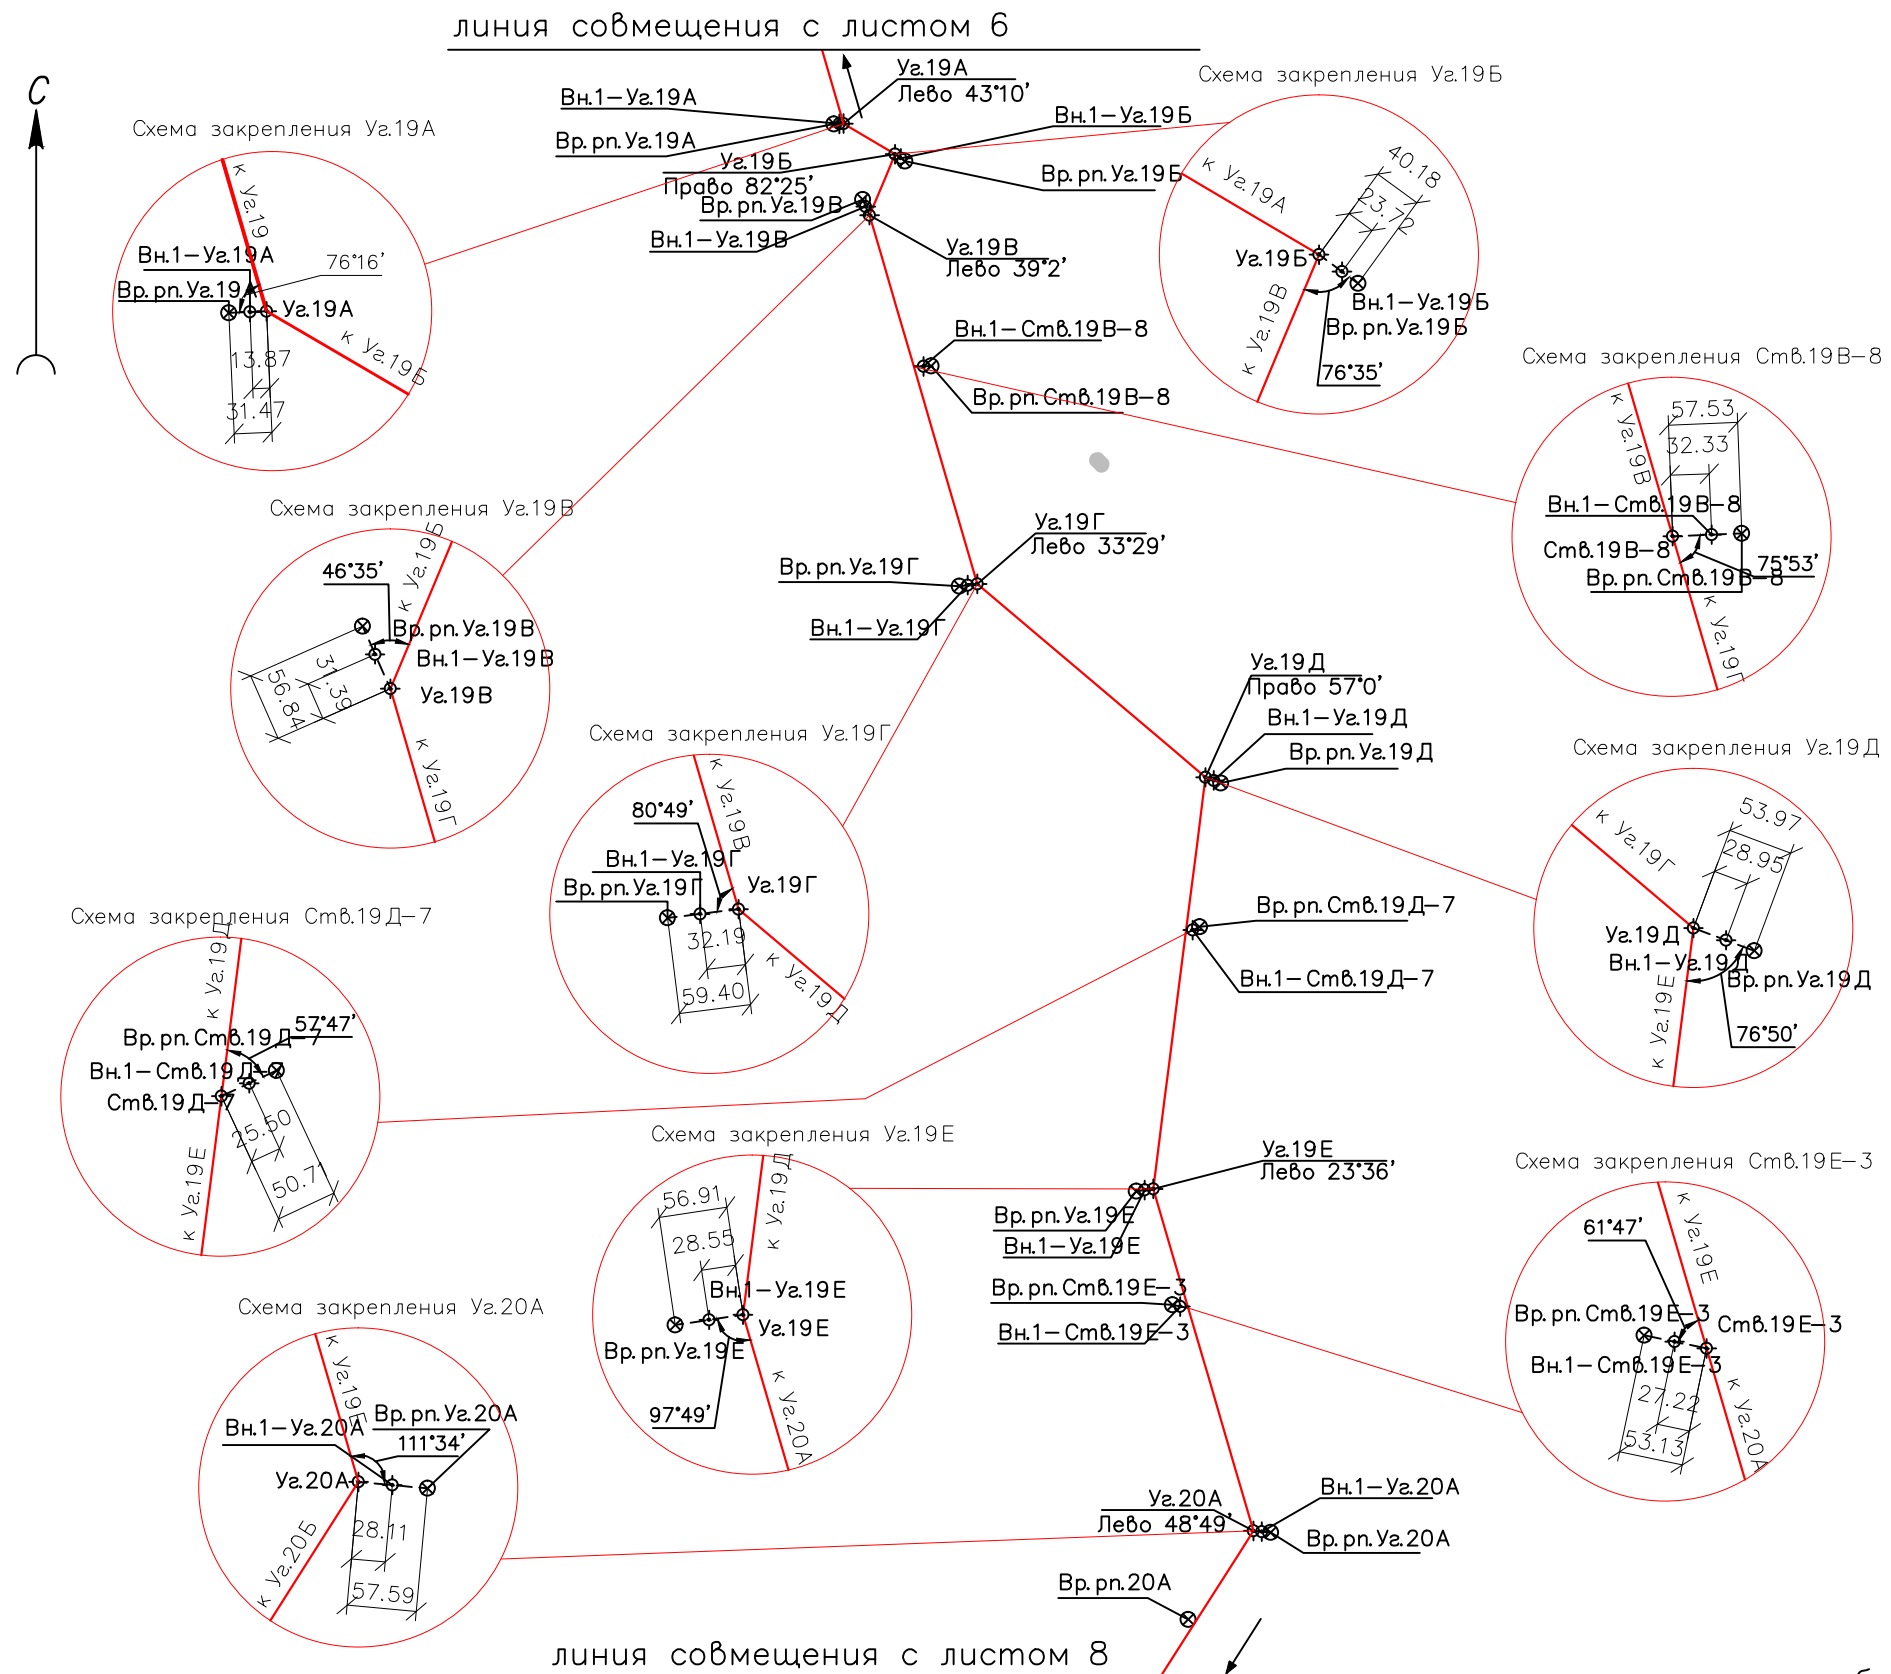 линия совмещения с листом 6
С
Уг.19А
Лево 43°10'
Вн.1-Уг.19А
Вр.рп.Уг.19А
Вн.1-Уг.19Б
Уг.19Б
Право 82°25'
Вр.рп.Уг.19Б
Вр.рп.Уг.19В
Вн.1-Уг.19В
Уг.19В
Лево 39°2'
Вн.1-Ств.19В-8
Вр.рп.Ств.19В-8
Уг.19Г
Лево 33°29'
Вр.рп.Уг.19Г
Вн.1-Уг.19Г
Уг.19Д
Право 57°0'
Вн.1-Уг.19Д
Вр.рп.Уг.19Д
Вр.рп.Ств.19Д-7
Вн.1-Ств.19Д-7
Уг.19Е
Лево 23°36'
Вр.рп.Уг.19Е
Вн.1-Уг.19Е
Вр.рп.Ств.19Е-3
Вн.1-Ств.19Е-3
Уг.20А
Лево 48°49'
Вн.1-Уг.20А
Вр.рп.Уг.20А
Вр.рп.20А
Схема закрепления Уг.19А
к Уг.19
Вн.1-Уг.19А
76°16'
Вр.рп.Уг.19А
Уг.19А
к Уг.19Б
13.87
31.47
Схема закрепления Уг.19Б
к Уг.19А
40.18
23.72
Уг.19Б
Вн.1-Уг.19Б
Вр.рп.Уг.19Б
к Уг.19В
76°35'
Схема закрепления Ств.19В-8
к Уг.19В
57.53
32.33
Вн.1-Ств.19В-8
Ств.19В-8
75°53'
Вр.рп.Ств.19В-8
к Уг.19Г
Схема закрепления Уг.19В
к Уг.19Б
46°35'
Вр.рп.Уг.19В
Вн.1-Уг.19В
Уг.19В
31.39
56.84
к Уг.19Г
Схема закрепления Уг.19Г
к Уг.19В
80°49'
Вн.1-Уг.19Г
Вр.рп.Уг.19Г
Уг.19Г
32.19
59.40
к Уг.19Д
Схема закрепления Уг.19Д
к Уг.19Г
53.97
28.95
Уг.19Д
Вн.1-Уг.19Д
Вр.рп.Уг.19Д
к Уг.19Е
76°50'
Схема закрепления Ств.19Д-7
к Уг.19Д
Вр.рп.Ств.19Д-7
57°47'
Вн.1-Ств.19Д-7
Ств.19Д-7
25.50
50.71
к Уг.19Е
Схема закрепления Уг.19Е
к Уг.19Д
56.91
28.55
Вн.1-Уг.19Е
Уг.19Е
Вр.рп.Уг.19Е
97°49'
к Уг.20А
Схема закрепления Ств.19Е-3
к Уг.19Е
61°47'
Вр.рп.Ств.19Е-3
Ств.19Е-3
Вн.1-Ств.19Е-3
27.22
53.13
к Уг.20А
Схема закрепления Уг.20А
к Уг.19Е
Вн.1-Уг.20А
Вр.рп.Уг.20А
111°34'
Уг.20А
28.11
57.59
к Уг.20Б
линия совмещения с листом 8